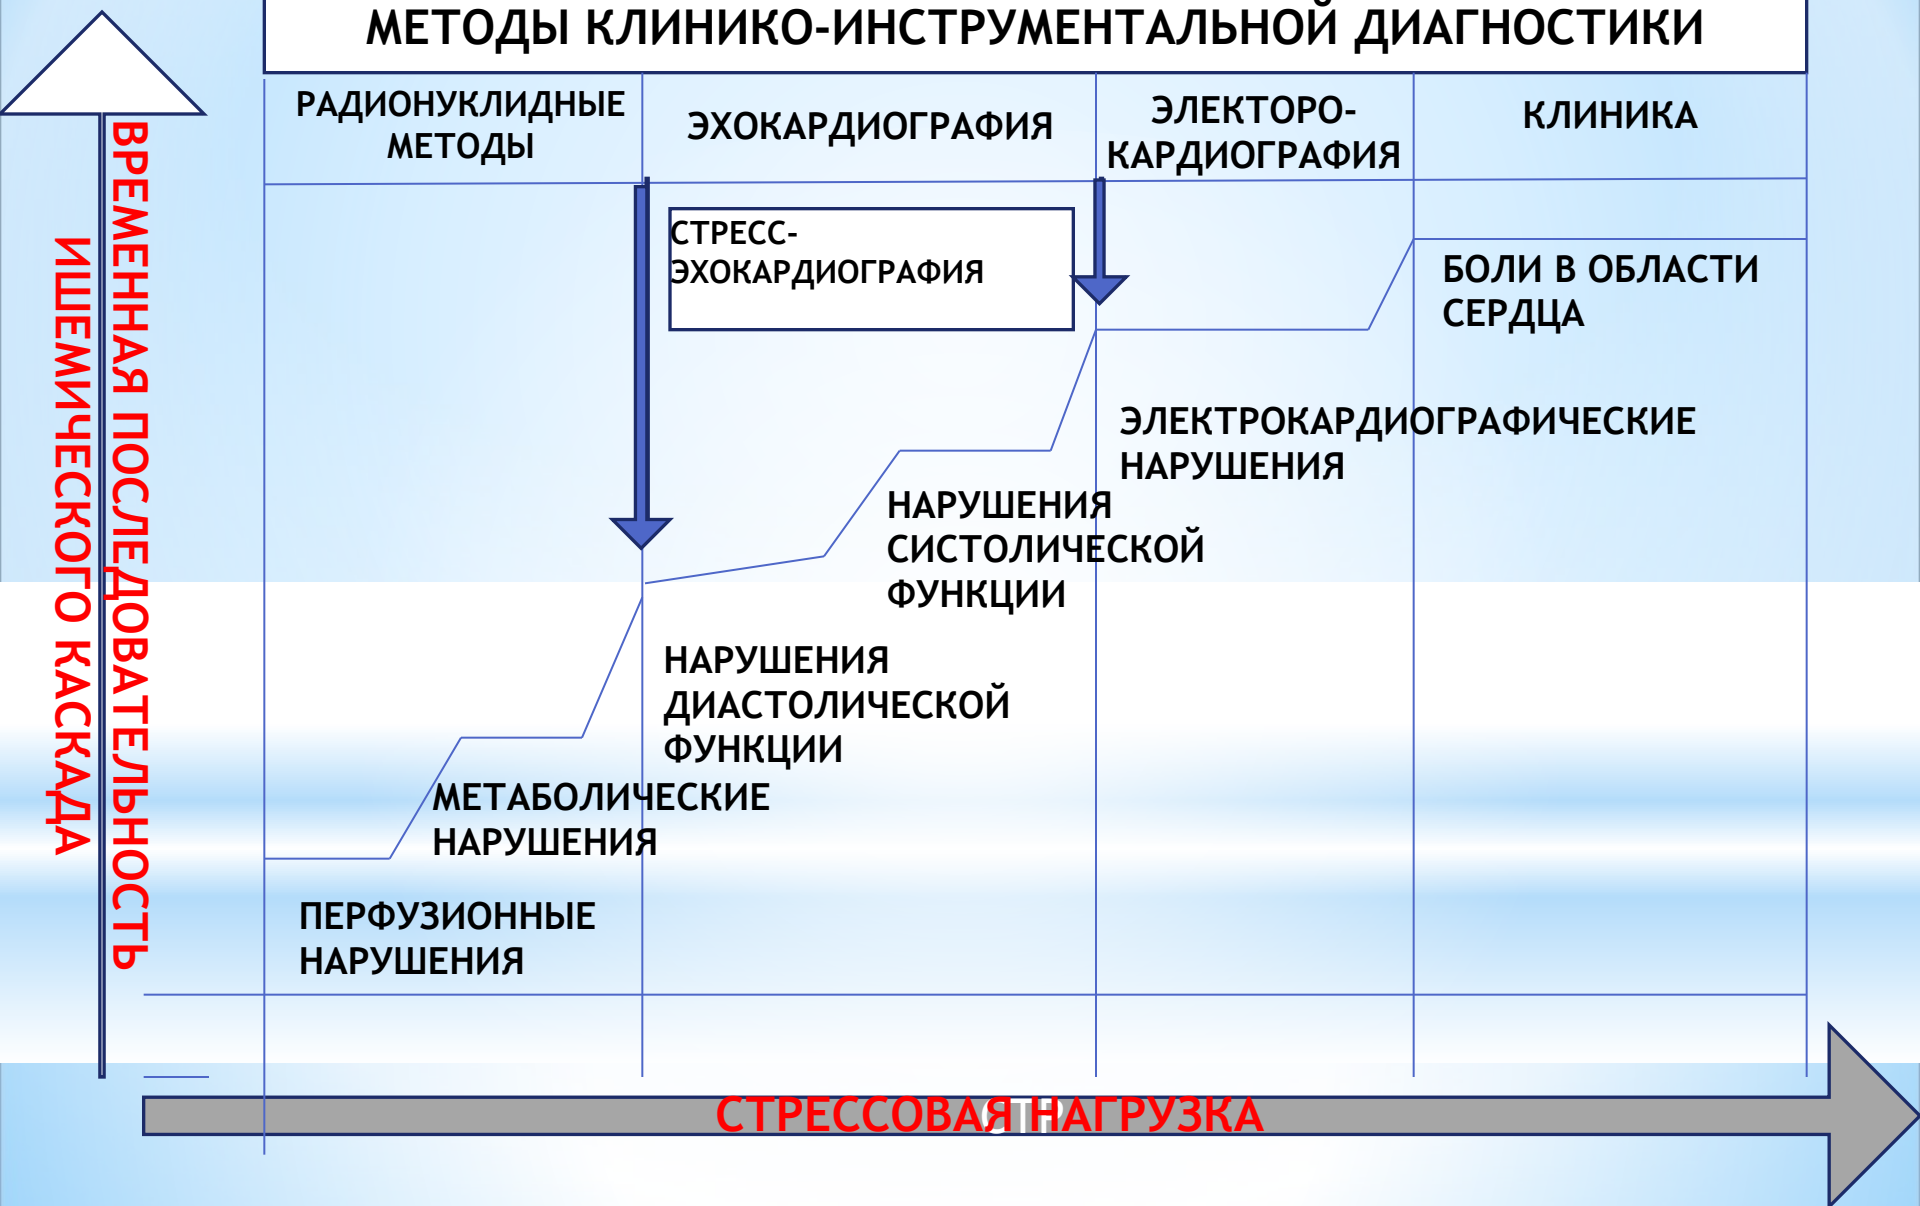 МЕТОДЫ КЛИНИКО-ИНСТРУМЕНТАЛЬНОЙ ДИАГНОСТИКИ
РАДИОНУКЛИДНЫЕ
МЕТОДЫ
ЭХОКАРДИОГРАФИЯ
ЭЛЕКТОРО-
КАРДИОГРАФИЯ
КЛИНИКА
ВРЕМЕННАЯ ПОСЛЕДОВАТЕЛЬНОСТЬ
ИШЕМИЧЕСКОГО КАСКАДА
СТРЕСС-
ЭХОКАРДИОГРАФИЯ
БОЛИ В ОБЛАСТИ
СЕРДЦА
ЭЛЕКТРОКАРДИОГРАФИЧЕСКИЕ
НАРУШЕНИЯ
НАРУШЕНИЯ
СИСТОЛИЧЕСКОЙ
ФУНКЦИИ
НАРУШЕНИЯ
ДИАСТОЛИЧЕСКОЙ
ФУНКЦИИ
МЕТАБОЛИЧЕСКИЕ
НАРУШЕНИЯ
ПЕРФУЗИОННЫЕ
НАРУШЕНИЯ
СТРЕССОВАЯ НАГРУЗКА
СТР